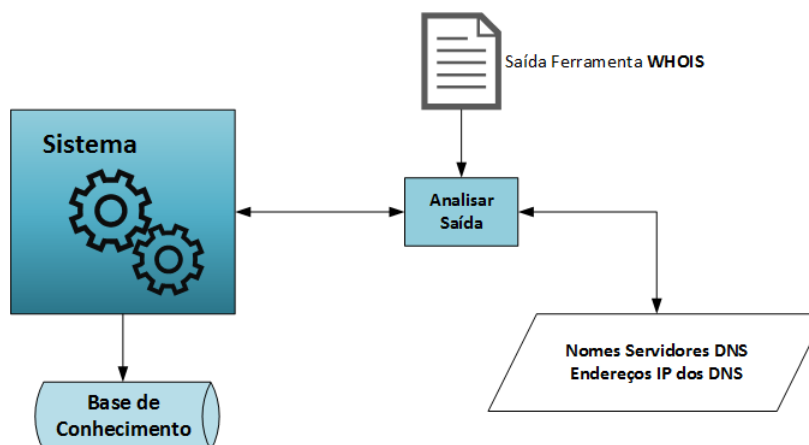 Saída Ferramenta WHOIS
Sistema
Analisar
Saída
Nomes Servidores DNS
Endereços IP dos DNS
Base de
Conhecimento